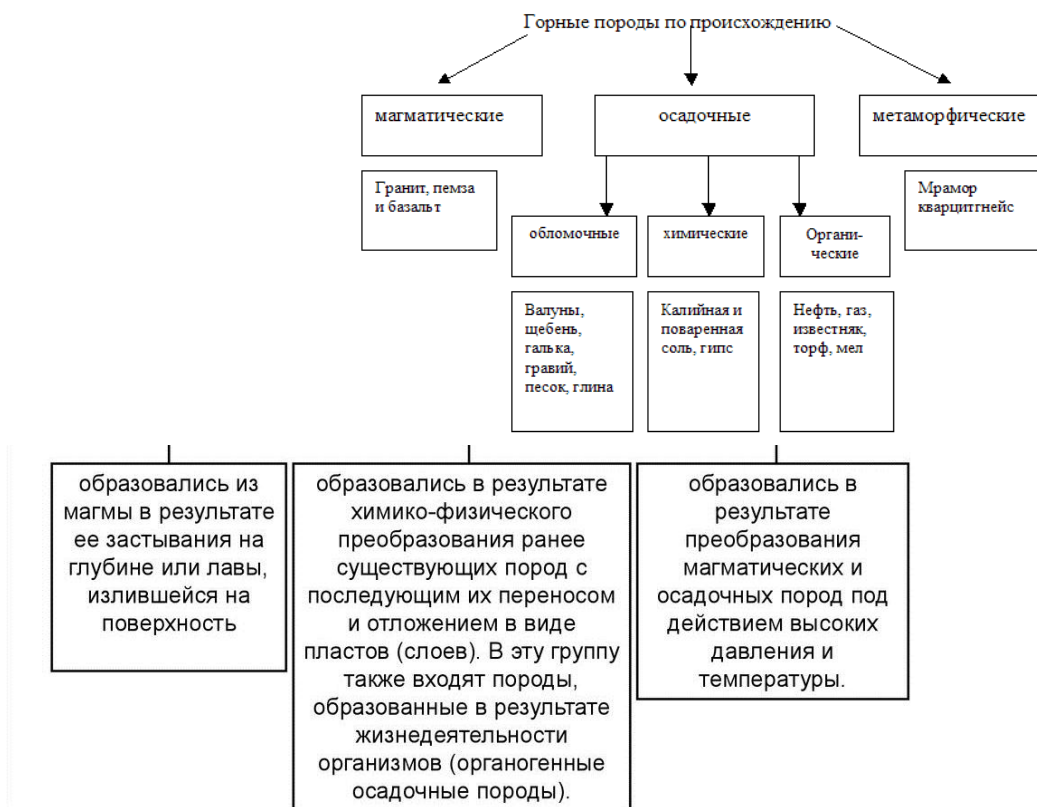 Горные породы по происхождению
магматические
осадочные
метаморфические
Гранит, пемза
и базальт
Мрамор
кварцитгнейс
обломочные
химические
Органи-
ческие
Валуны,
щебень,
галька,
гравий,
песок, глина
Калийная и
поваренная
соль, гипс
Нефть, газ,
известняк,
торф, мел
образовались из
магмы в результате
ее застывания на
глубине или лавы,
излившейся на
поверхность
образовались в результате
химико-физического
преобразования ранее
существующих пород с
последующим их переносом
и отложением в виде
пластов (слоев). В эту группу
также входят породы,
образованные в результате
жизнедеятельности
организмов (органогенные
осадочные породы).
образовались в
результате
преобразования
магматических и
осадочных пород под
действием высоких
давления и
температуры.